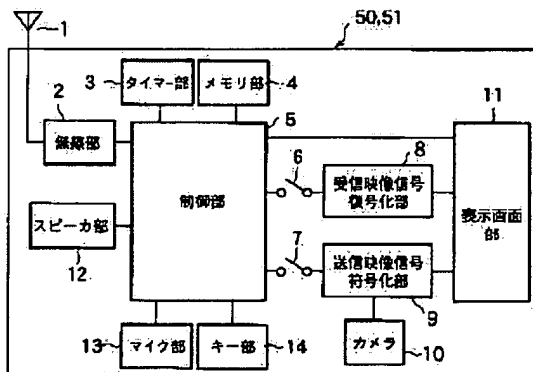 50,51
1
3
タイマー部
メモリ部
4
2
5
11
無線部
6
8
受信映像信号
復号化部
制御部
表示画面
部
スピーカ部
7
送信映像信号
符号化部
12
9
13
マイク部
キー部
14
カメラ
10